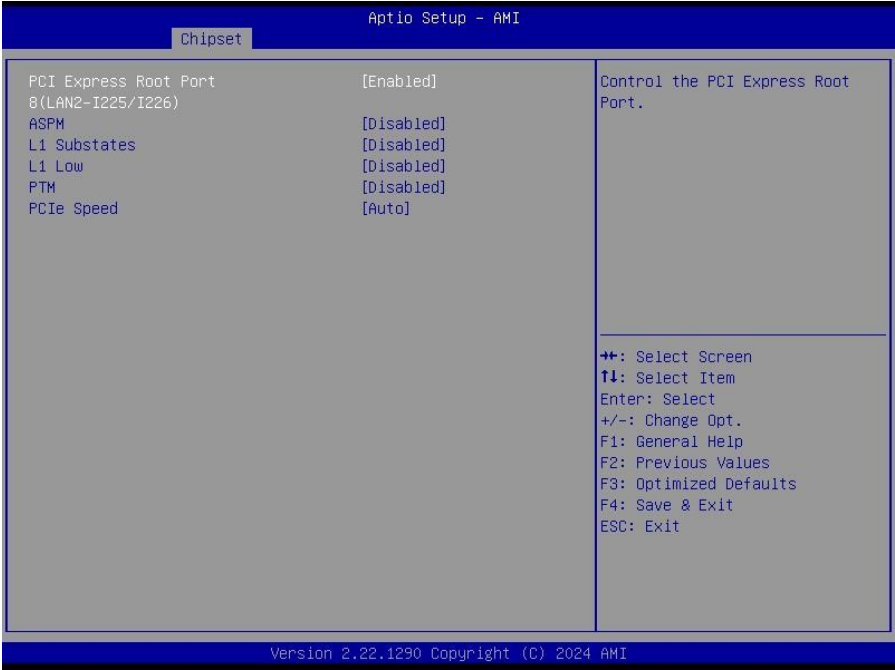 Aptio Setup - AMI
Chipset
PCI Express Root Port [Enabled]
8(LAN2-I225/I226)
ASPM [Disabled]
L1 Substates [Disabled]
L1 Low [Disabled]
PTM [Disabled]
PCIe Speed [Auto]
Control the PCI Express Root
Port.
→←: Select Screen
↑↓: Select Item
Enter: Select
+/-: Change Opt.
F1: General Help
F2: Previous Values
F3: Optimized Defaults
F4: Save & Exit
ESC: Exit
Version 2.22.1290 Copyright (C) 2024 AMI